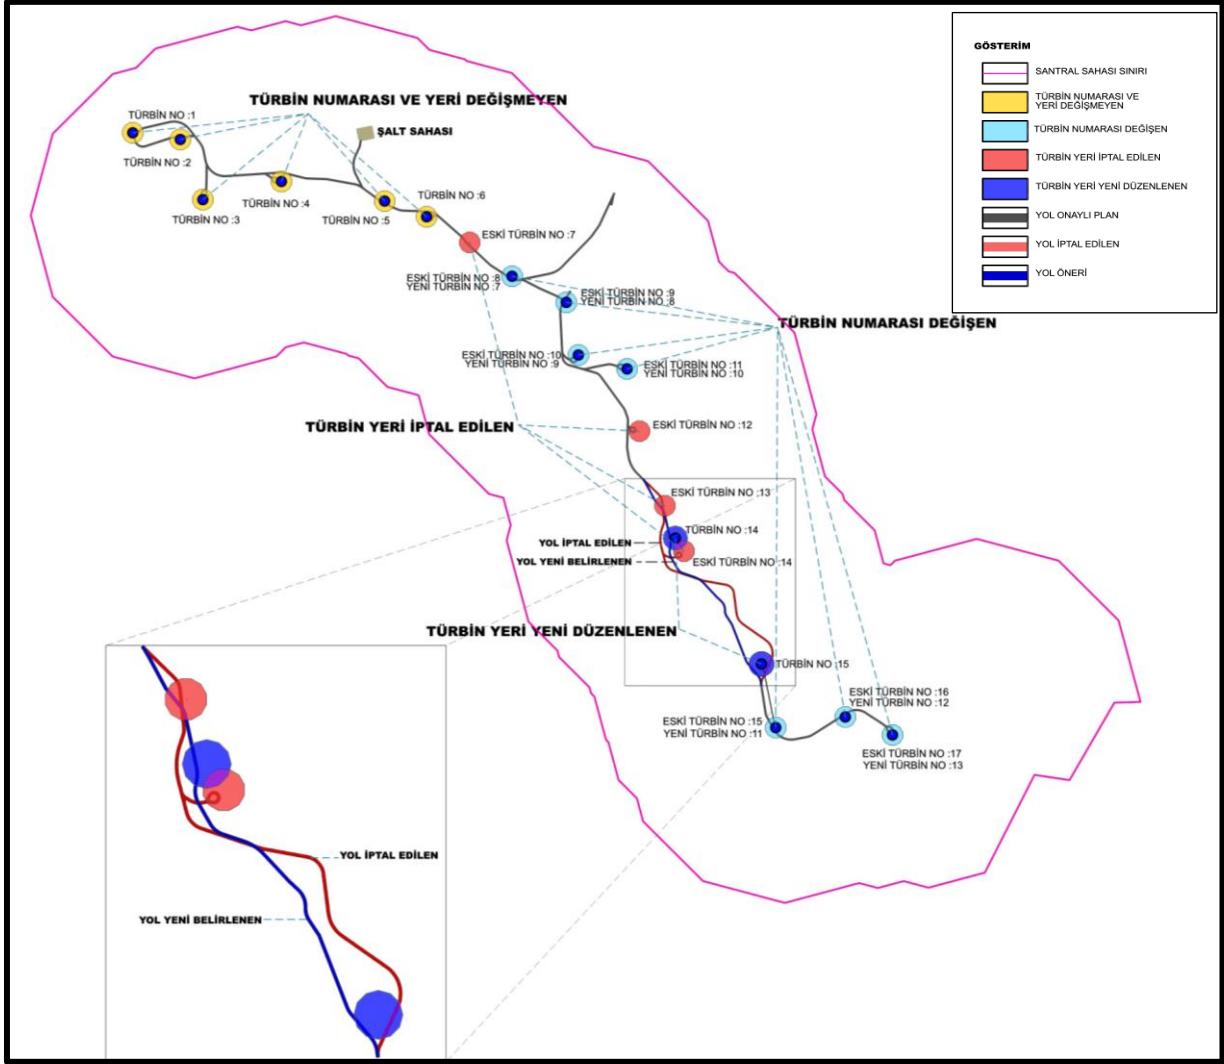 GÖSTERİM
SANTRAL SAHASI SINIRI
TÜRBİN NUMARASI VE
YERİ DEĞİŞMEYEN
TÜRBİN NUMARASI DEĞİŞEN
TÜRBİN YERİ İPTAL EDİLEN
TÜRBİN YERİ YENİ DÜZENLENEN
YOL ONAYLI PLAN
YOL İPTAL EDİLEN
YOL ÖNERİ
TÜRBİN NUMARASI VE YERİ DEĞİŞMEYEN
TÜRBİN NO :1
ŞALT SAHASI
TÜRBİN NO :2
TÜRBİN NO :3
TÜRBİN NO :4
TÜRBİN NO :5
TÜRBİN NO :6
ESKİ TÜRBİN NO :7
ESKİ TÜRBİN NO :8
YENİ TÜRBİN NO :7
ESKİ TÜRBİN NO :9
YENİ TÜRBİN NO :8
TÜRBİN NUMARASI DEĞİŞEN
ESKİ TÜRBİN NO :10
YENİ TÜRBİN NO :9
ESKİ TÜRBİN NO :11
YENİ TÜRBİN NO :10
TÜRBİN YERİ İPTAL EDİLEN
ESKİ TÜRBİN NO :12
ESKİ TÜRBİN NO :13
TÜRBİN NO :14
YOL İPTAL EDİLEN
YOL YENİ BELİRLENEN
ESKİ TÜRBİN NO :14
TÜRBİN YERİ YENİ DÜZENLENEN
TÜRBİN NO :15
ESKİ TÜRBİN NO :16
YENİ TÜRBİN NO :12
ESKİ TÜRBİN NO :15
YENİ TÜRBİN NO :11
ESKİ TÜRBİN NO :17
YENİ TÜRBİN NO :13
YOL İPTAL EDİLEN
YOL YENİ BELİRLENEN